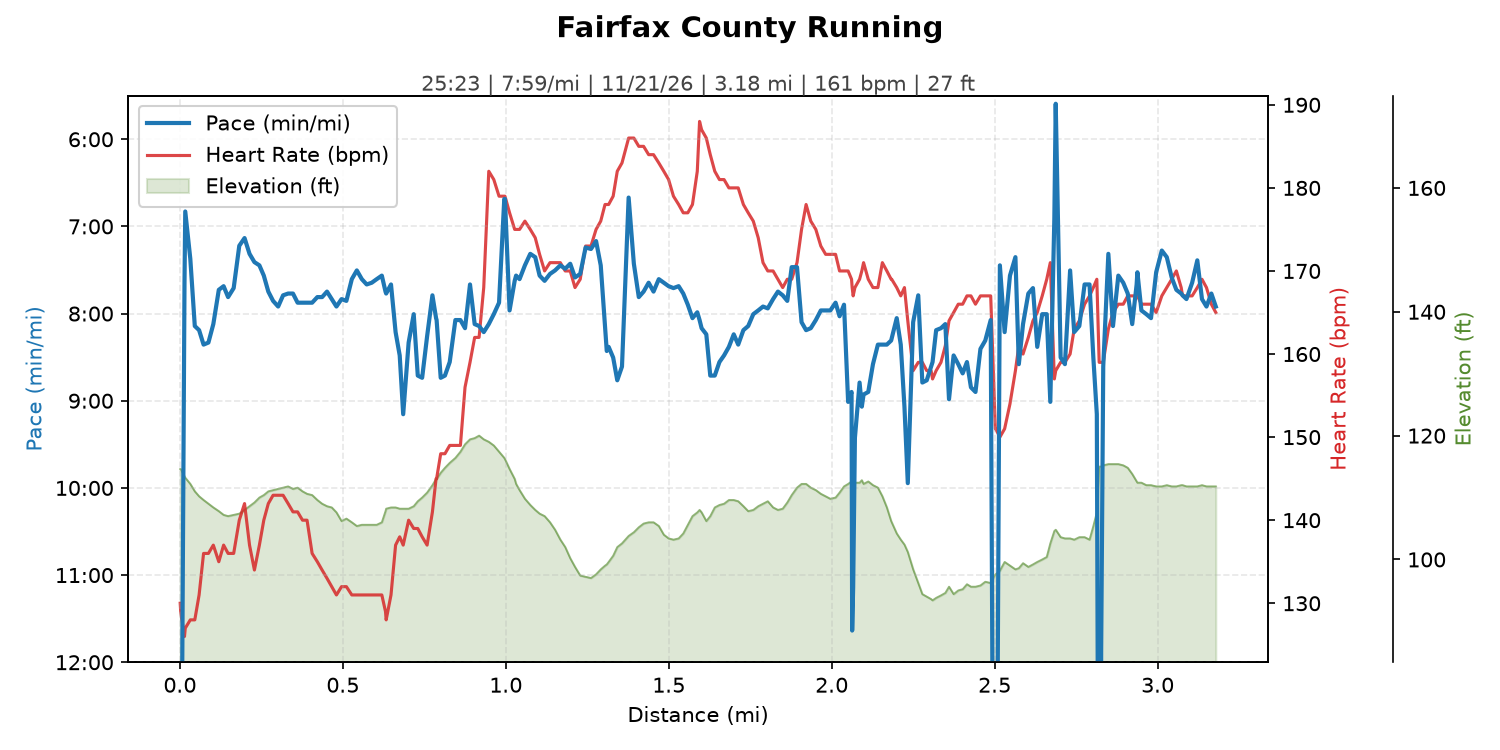 Fairfax County Running
25:23 | 7:59/mi | 11/21/26 | 3.18 mi | 161 bpm | 27 ft
Pace (min/mi)
Heart Rate (bpm)
Elevation (ft)
6:00
7:00
8:00
9:00
10:00
11:00
12:00
Pace (min/mi)
190
180
170
160
150
140
130
Heart Rate (bpm)
160
140
120
100
Elevation (ft)
0.0 0.5 1.0 1.5 2.0 2.5 3.0
Distance (mi)